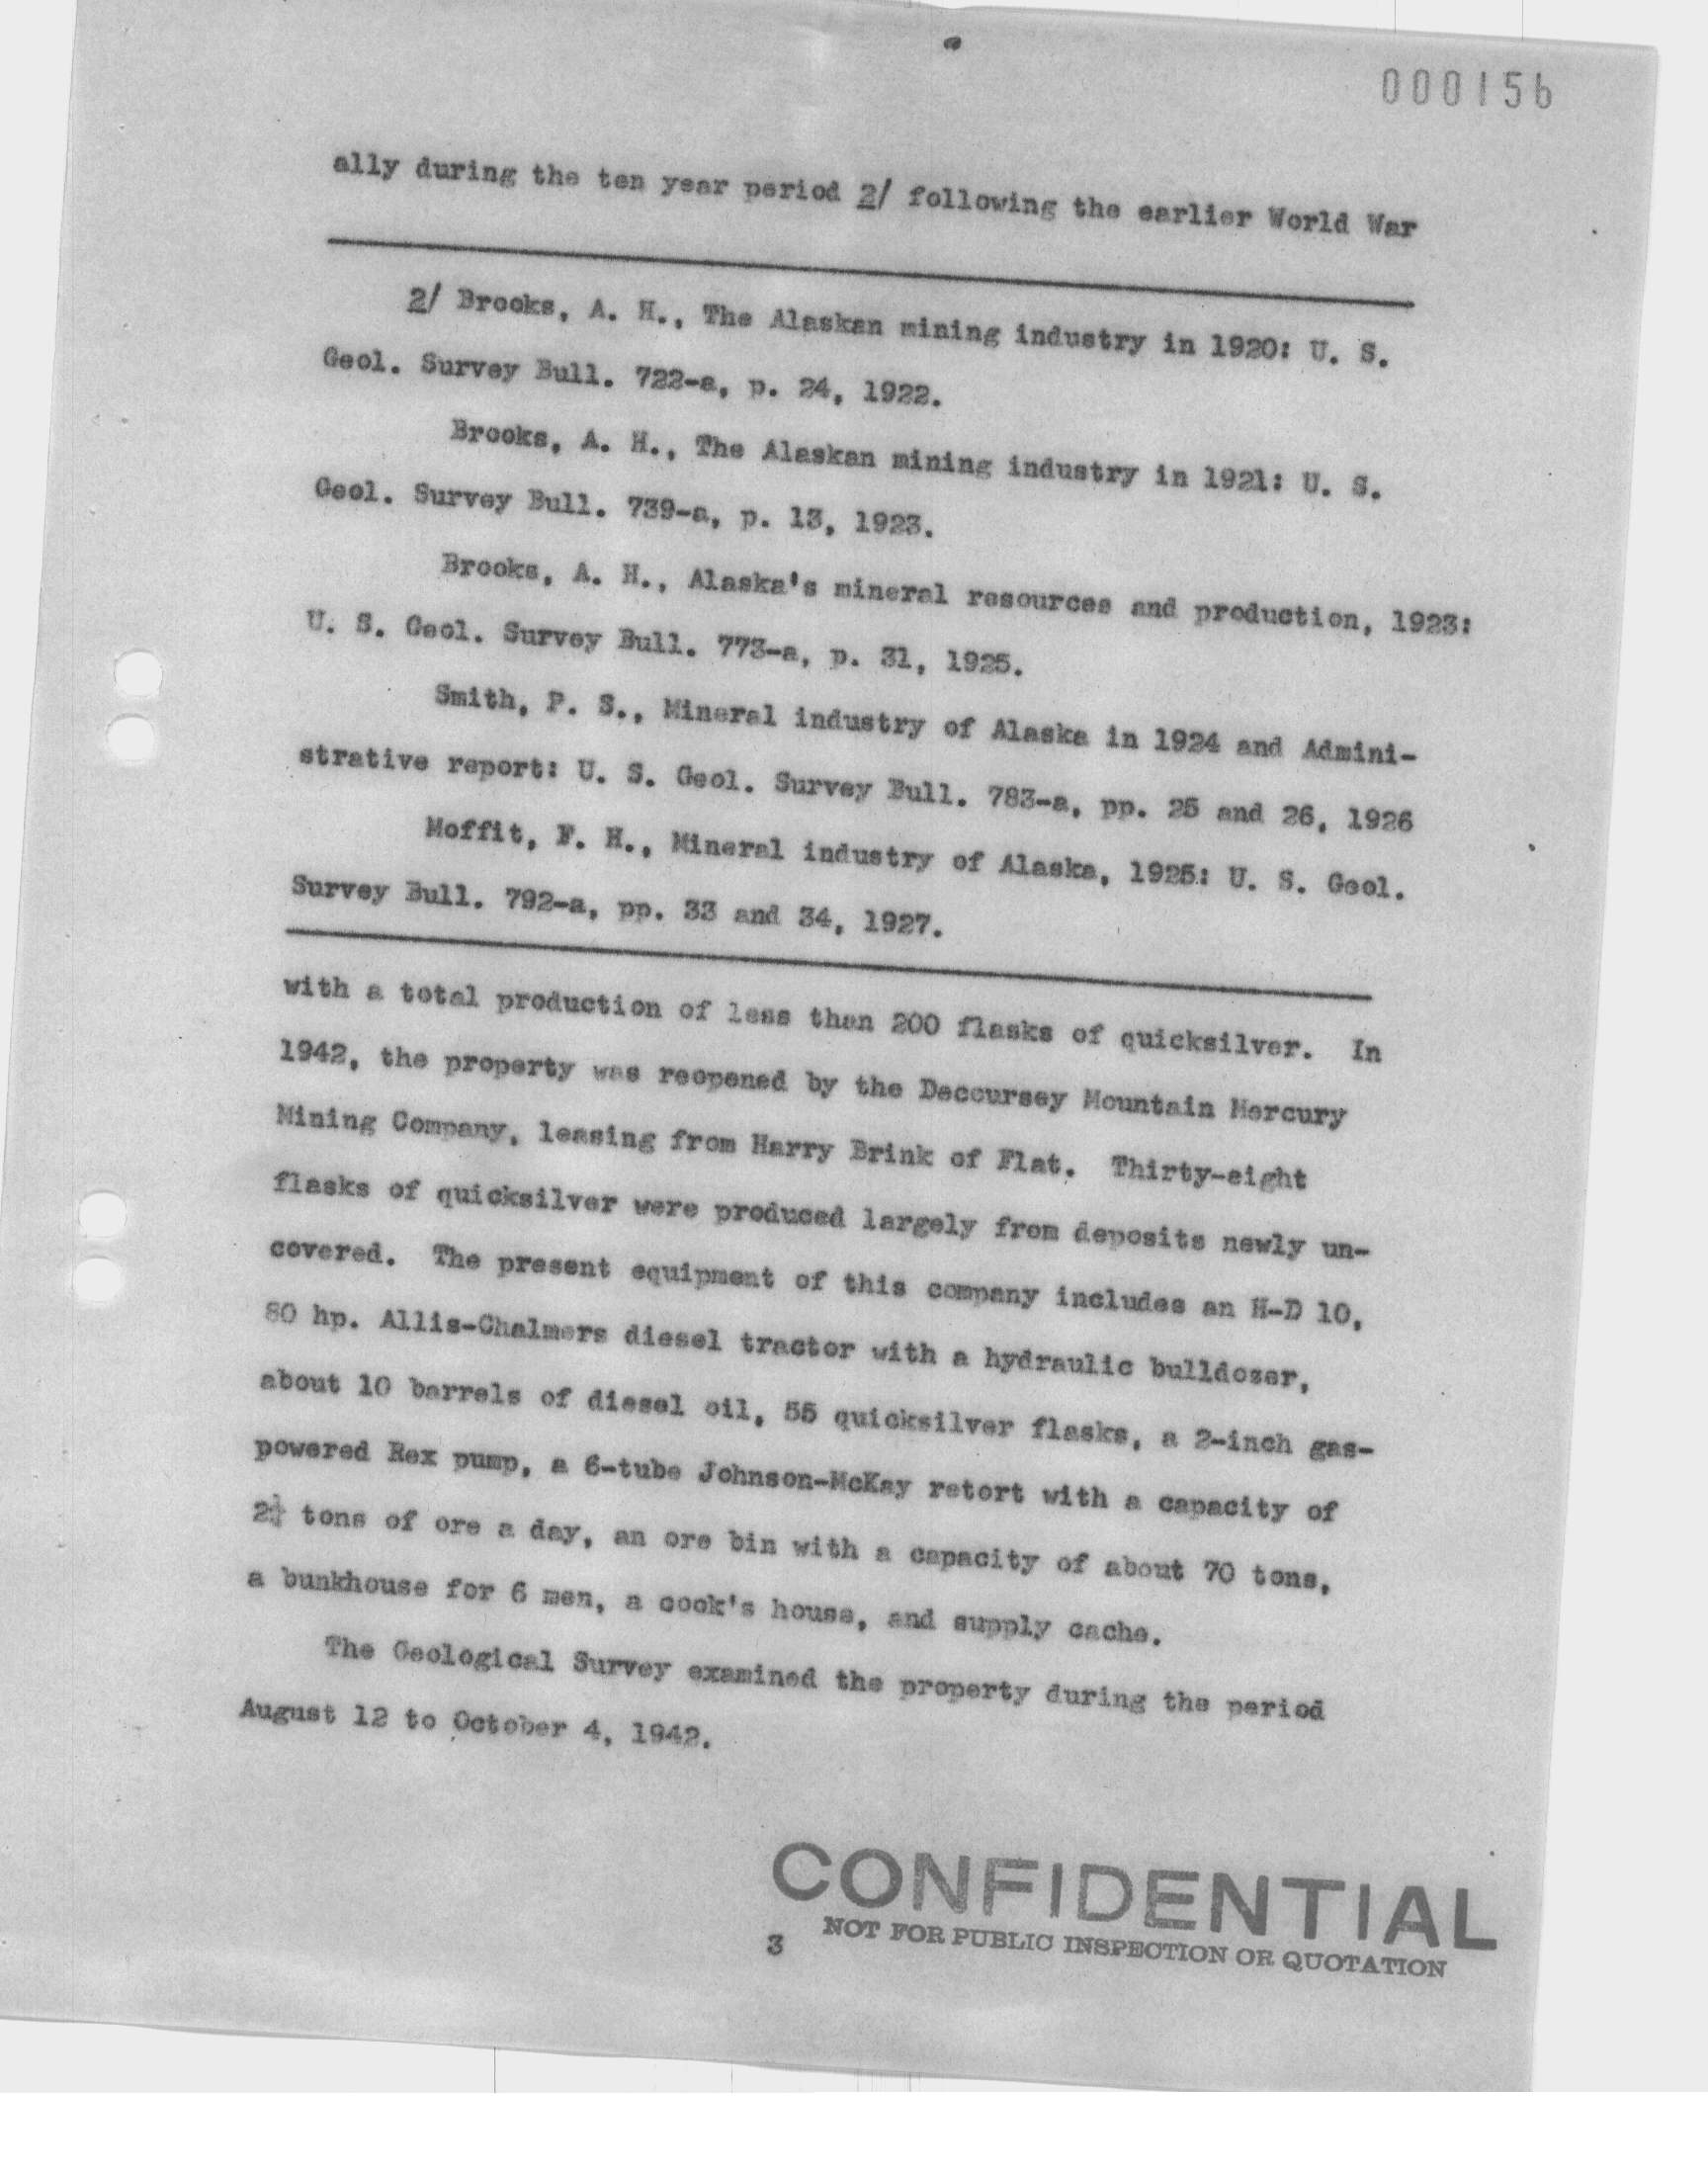 000156
ally during the ten year period 2/ following the earlier World War
2/ Brooks, A. H., The Alaskan mining industry in 1920: U. S.
Geol. Survey Bull. 722-a, p. 24, 1922.
Brooks, A. H., The Alaskan mining industry in 1921: U. S.
Geol. Survey Bull. 739-a, p. 13, 1923.
Brooks, A. H., Alaska's mineral resources and production, 1923:
U. S. Geol. Survey Bull. 773-a, p. 31, 1925.
Smith, P. S., Mineral industry of Alaska in 1924 and Admini-
strative report: U. S. Geol. Survey Bull. 783-a, pp. 25 and 26, 1926
Moffit, F. H., Mineral industry of Alaska, 1925: U. S. Geol.
Survey Bull. 792-a, pp. 33 and 34, 1927.
with a total production of less than 200 flasks of quicksilver. In
1942, the property was reopened by the Deccursey Mountain Mercury
Mining Company, leasing from Harry Brink of Flat. Thirty-eight
flasks of quicksilver were produced largely from deposits newly un-
covered. The present equipment of this company includes an H-D 10,
80 hp. Allis-Chalmers diesel tractor with a hydraulic bulldozer,
about 10 barrels of diesel oil, 55 quicksilver flasks, a 2-inch gas-
powered Rex pump, a 6-tube Johnson-McKay retort with a capacity of
tons of ore a day, an ore bin with a capacity of about 70 tons,
a bunkhouse for 6 men, a cook's house, and supply cache.
The Geological Survey examined the property during the period
August 12 to October 4, 1942.
CONFIDENTIAL
NOT FOR PUBLIC INSPECTION OR QUOTATION
3